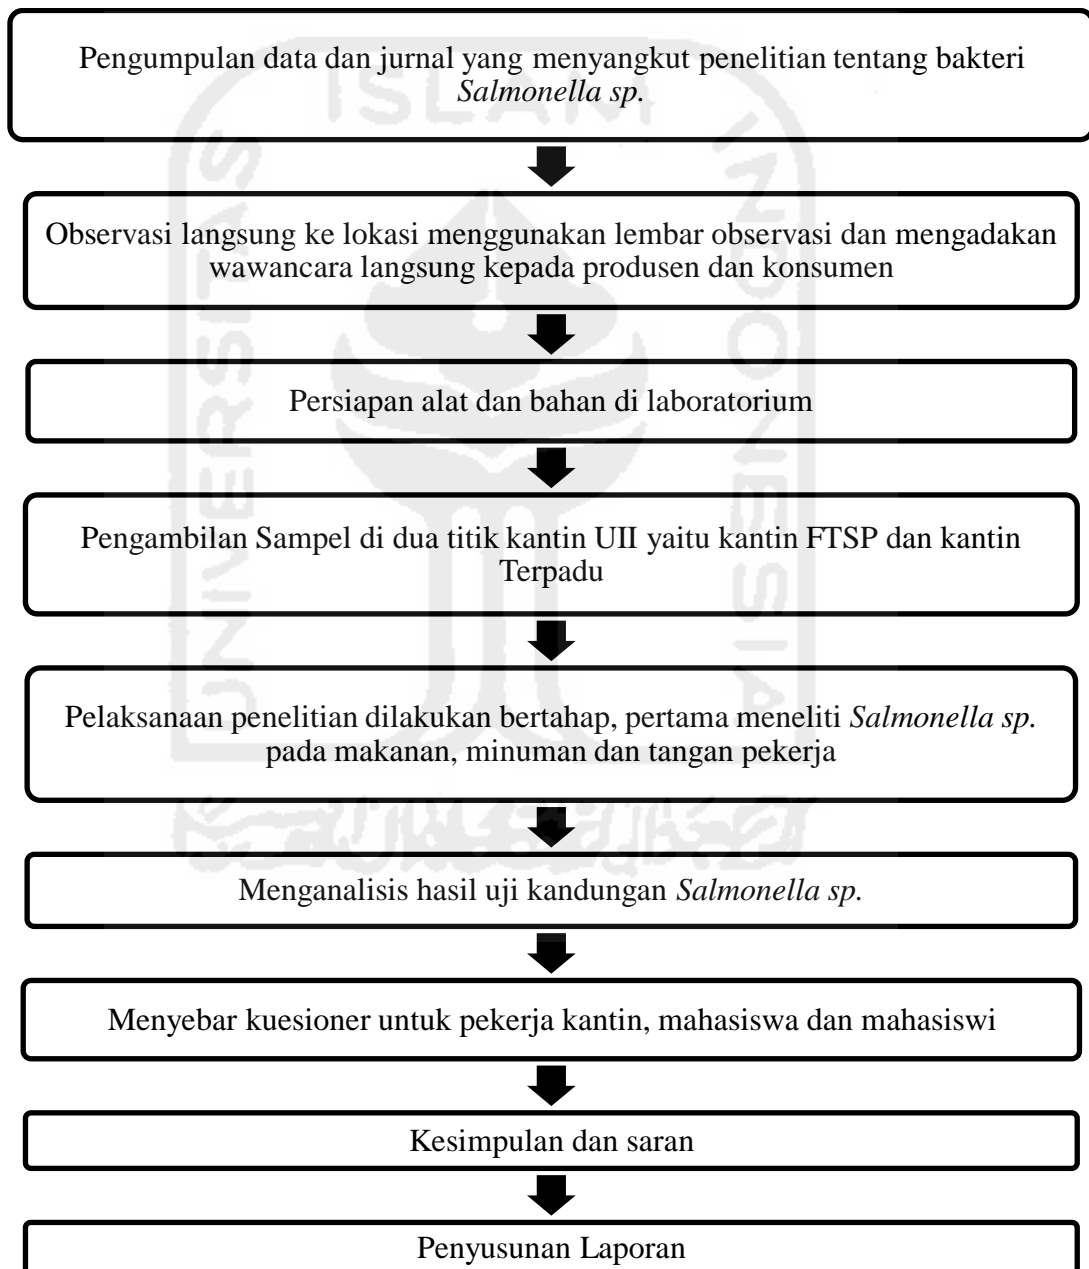 Pengumpulan data dan jurnal yang menyangkut penelitian tentang bakteri
Salmonella sp.
Observasi langsung ke lokasi menggunakan lembar observasi dan mengadakan
wawancara langsung kepada produsen dan konsumen
Persiapan alat dan bahan di laboratorium
Pengambilan Sampel di dua titik kantin UII yaitu kantin FTSP dan kantin
Terpadu
Pelaksanaan penelitian dilakukan bertahap, pertama meneliti Salmonella sp.
pada makanan, minuman dan tangan pekerja
Menganalisis hasil uji kandungan Salmonella sp.
Menyebar kuesioner untuk pekerja kantin, mahasiswa dan mahasiswi
Kesimpulan dan saran
Penyusunan Laporan
UNIVERSITAS
ISLAM
INDONESIA